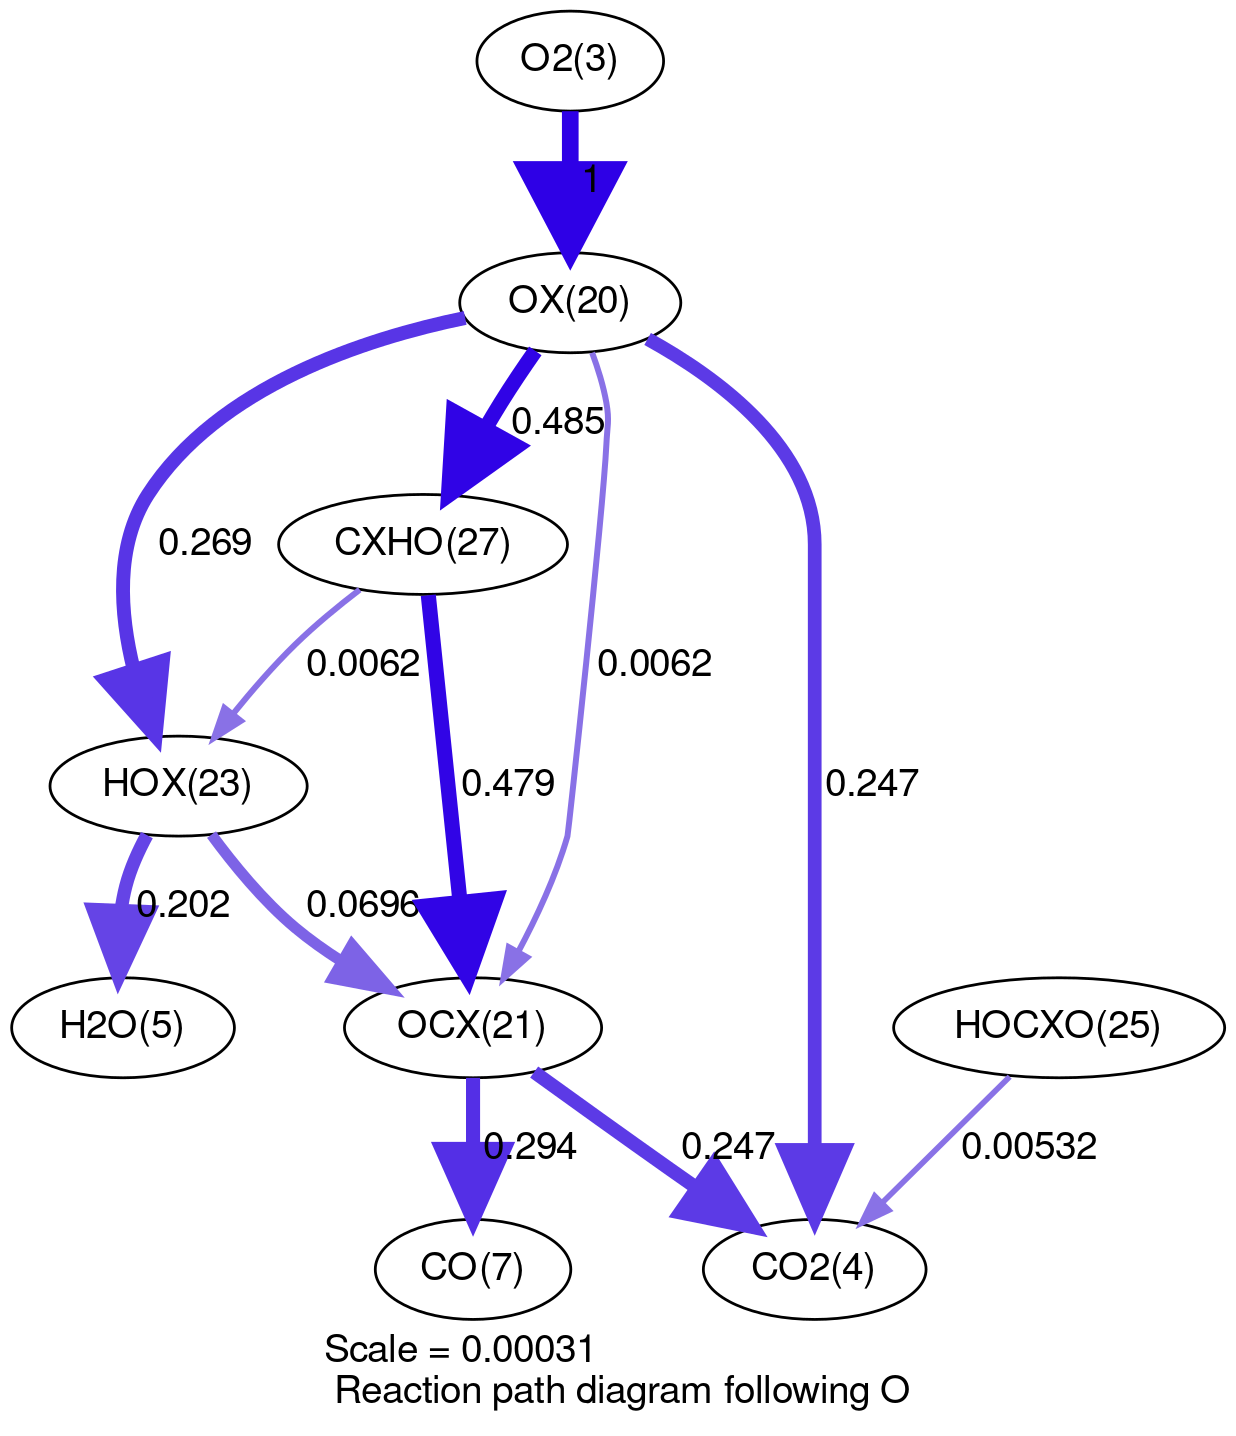 O2(3)
1
OX(20)
0.485
0.269
CXHO(27)
0.0062
0.0062
HOX(23)
0.479
0.247
0.202
0.0696
H2O(5)
OCX(21)
HOCXO(25)
0.294
0.247
0.00532
CO(7)
CO2(4)
Scale = 0.00031
Reaction path diagram following O